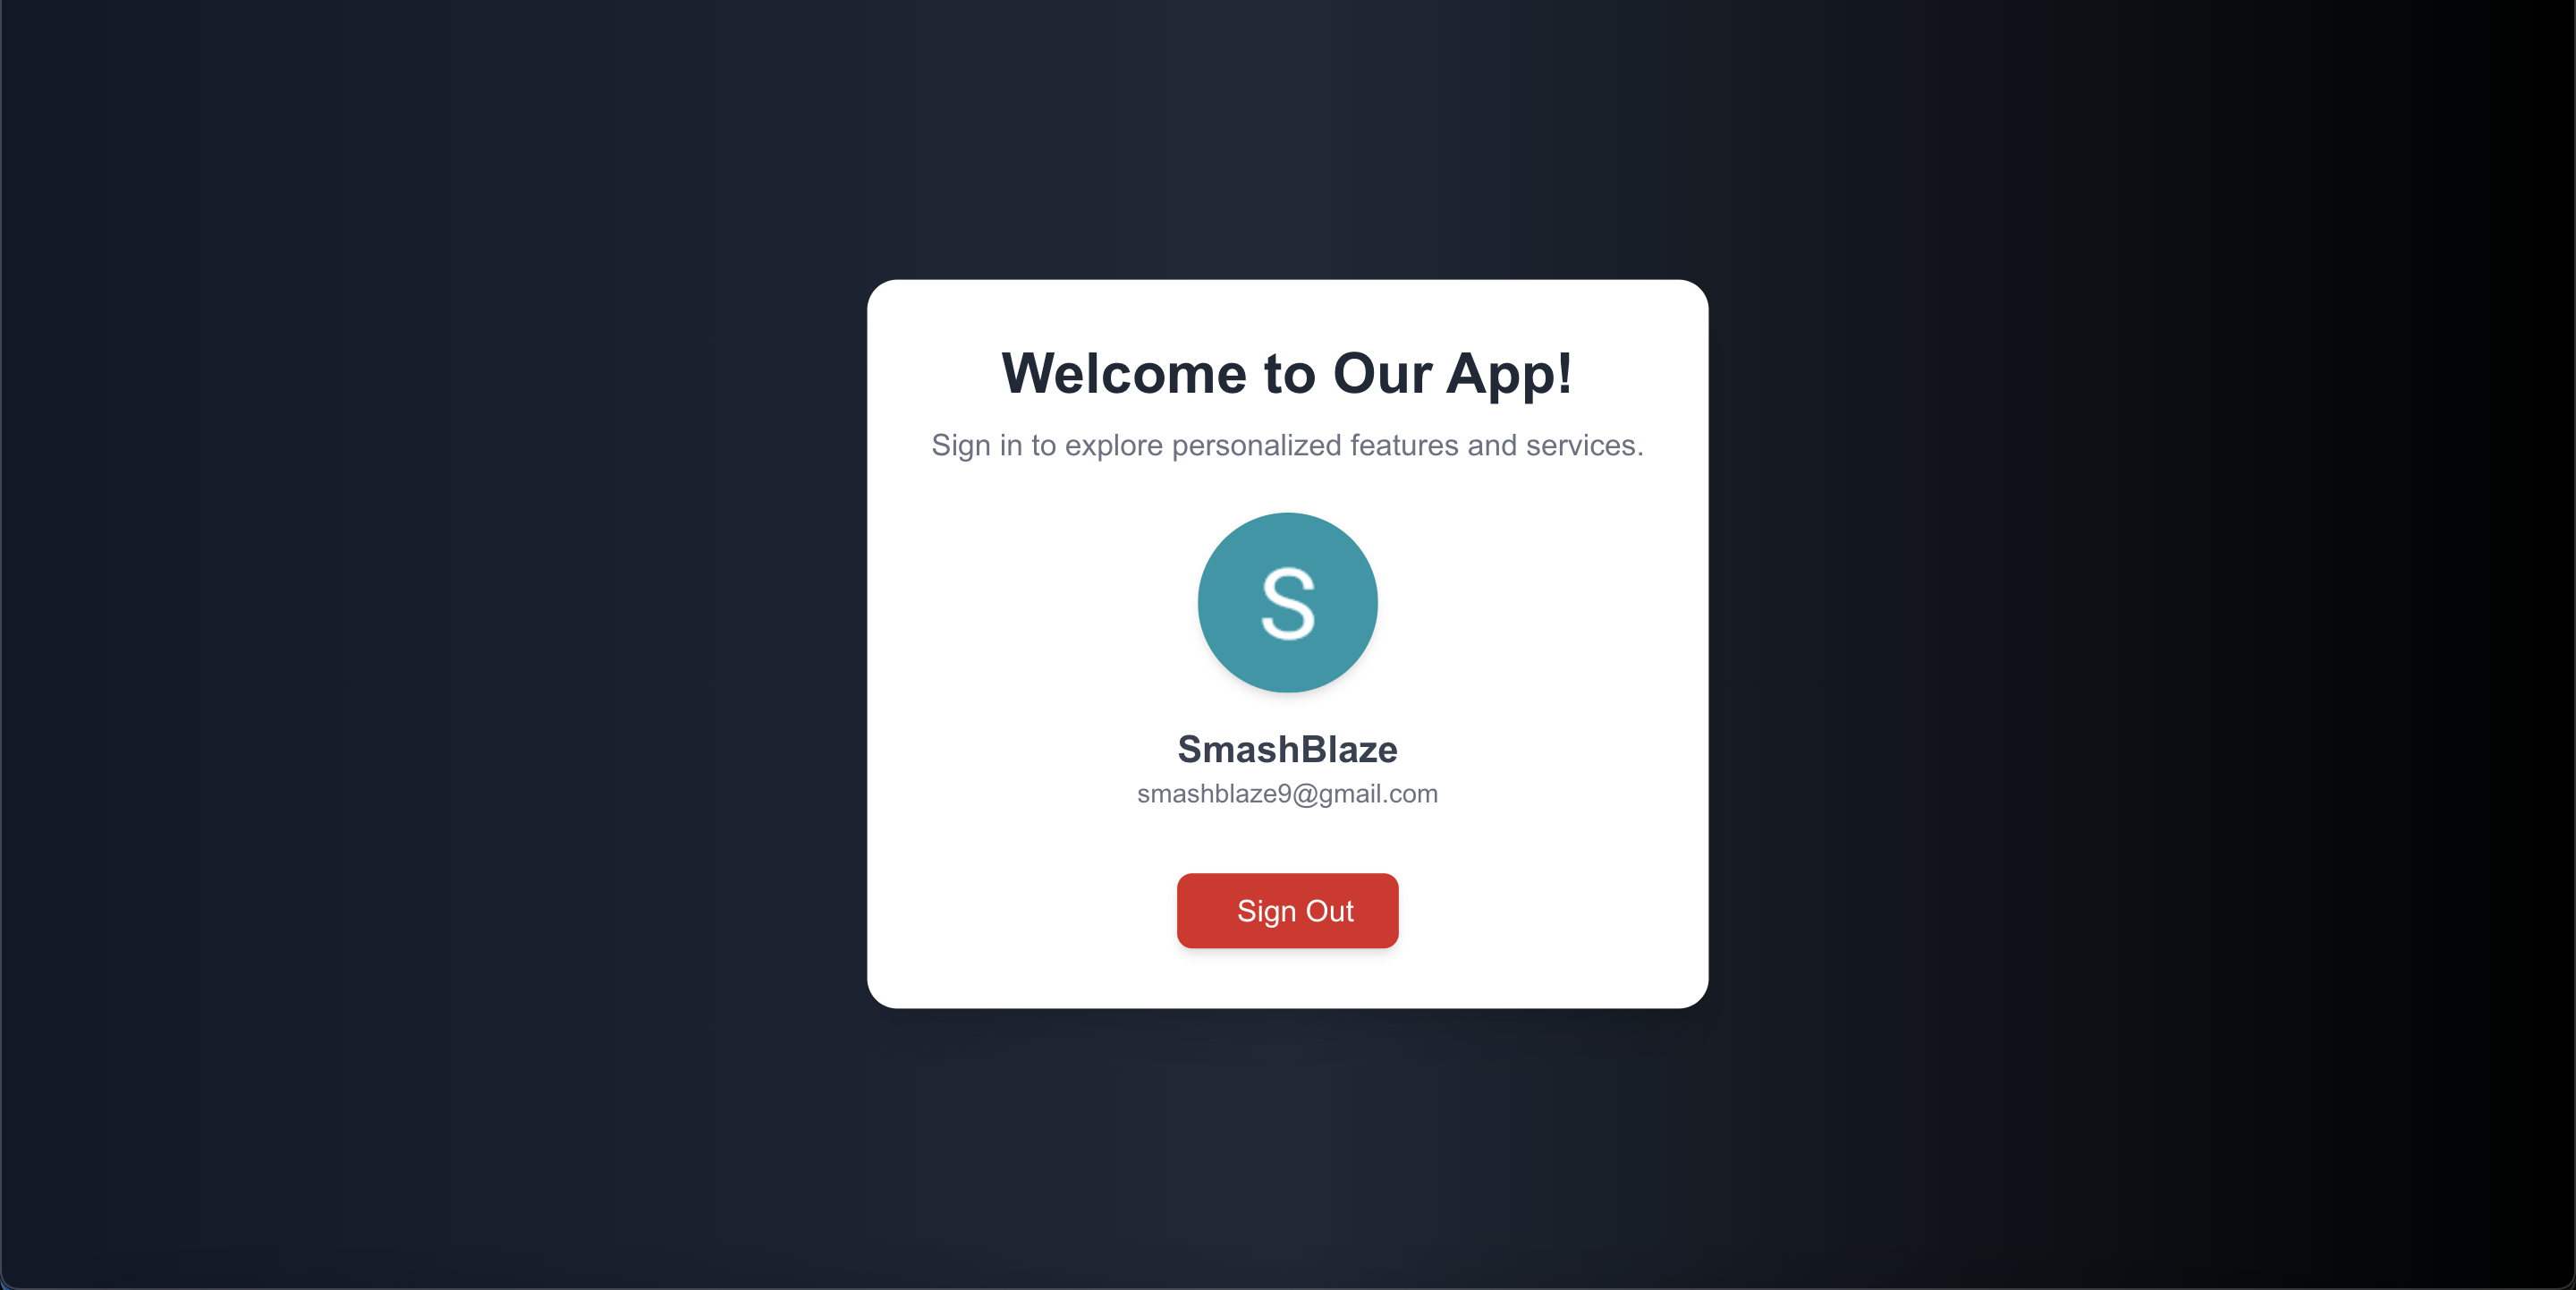 Welcome to Our App!
Sign in to explore personalized features and services.
S
SmashBlaze
smashblaze9@gmail.com
Sign Out